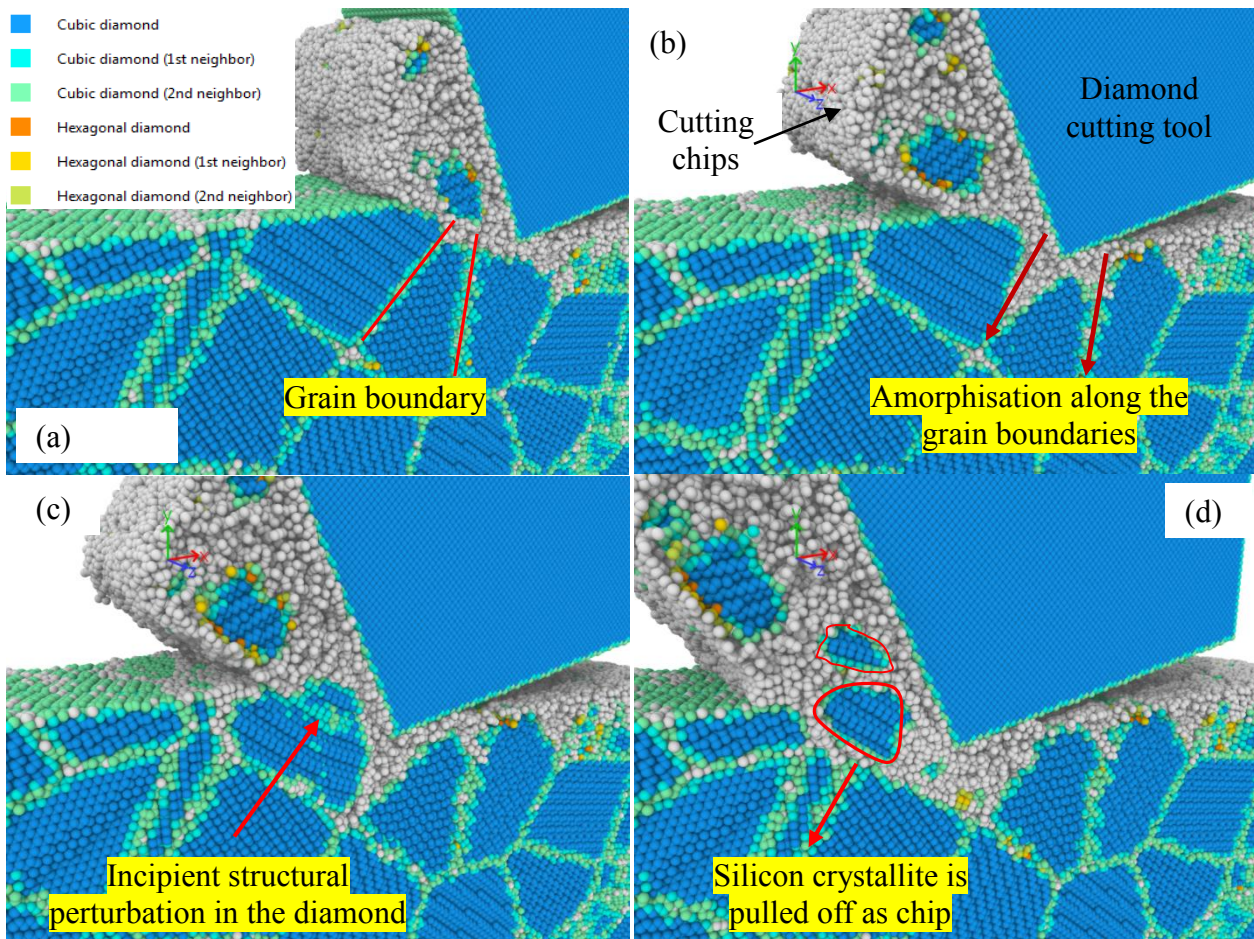 Cubic diamond
Cubic diamond (1st neighbor)
Cubic diamond (2nd neighbor)
Hexagonal diamond
Hexagonal diamond (1st neighbor)
Hexagonal diamond (2nd neighbor)
Grain boundary
(a)
(b)
y
x
z
Cutting
chips
Diamond
cutting tool
Amorphisation along the
grain boundaries
(c)
y
x
z
Incipient structural
perturbation in the diamond
(d)
y
x
z
Silicon crystallite is
pulled off as chip